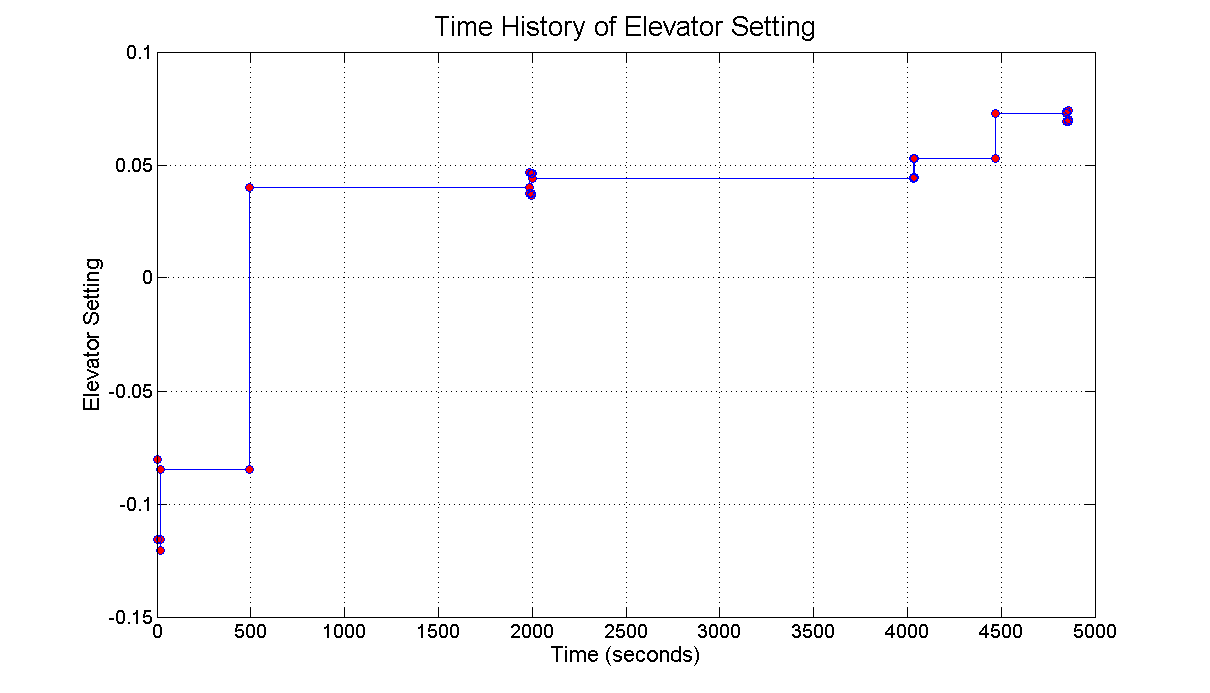 Time History of Elevator Setting
0.1
0.05
0
-0.05
-0.1
-0.15
Elevator Setting
0 500 1000 1500 2000 2500 3000 3500 4000 4500 5000
Time (seconds)